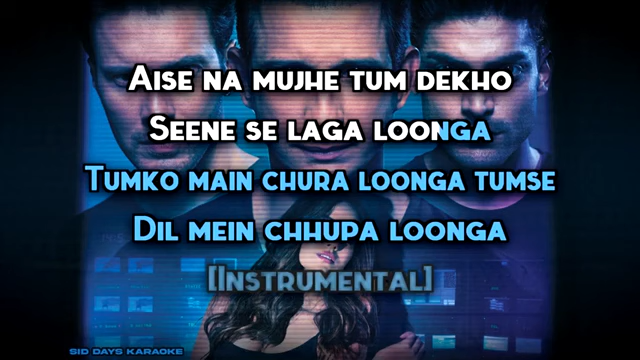 Aise na mujhe tum dekho
Seene se laga loonga
Tumko main chura loonga tumse
Dil mein chhupa loonga
[Instrumental]
SID DAYS KARAOKE